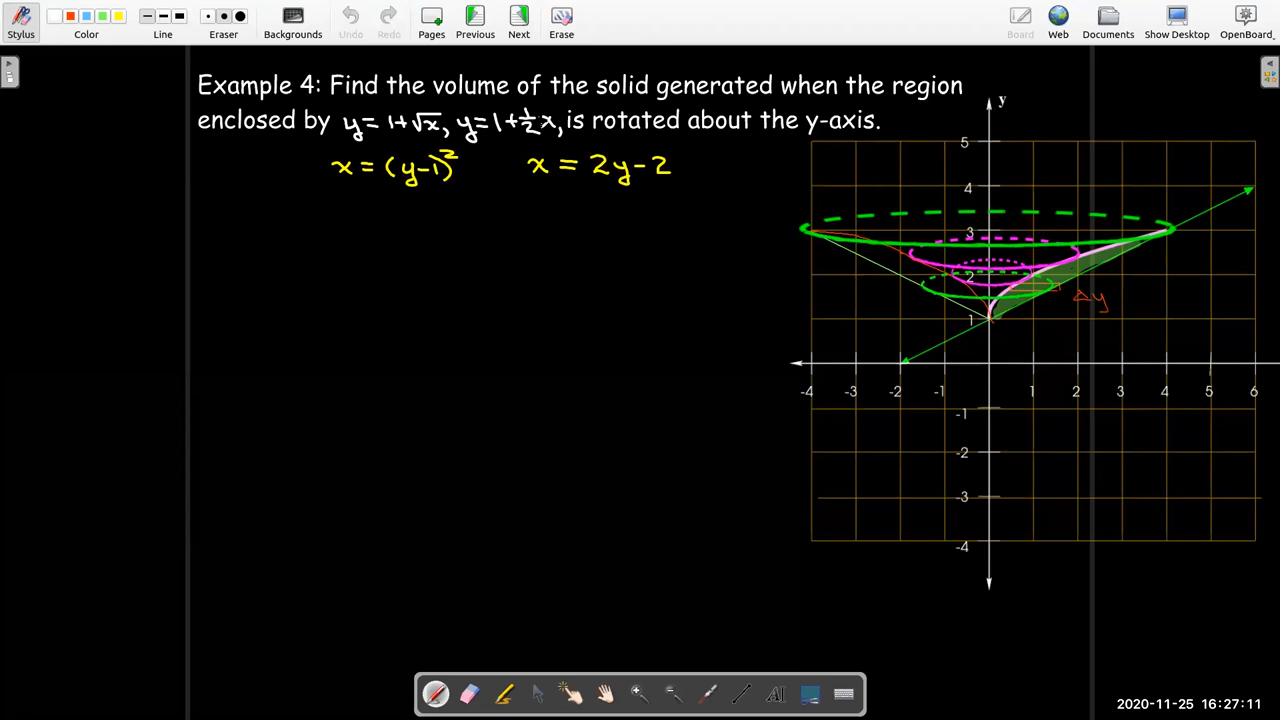 Stylus Color Line Eraser Backgrounds Undo Redo Pages Previous Next Erase Board Web Documents Show Desktop OpenBoard
Example 4: Find the volume of the solid generated when the region
enclosed by y=1+√x, y=1+½x, is rotated about the y-axis.
x=(y-1)² x=2y-2
y
5
4
3
2
Δy
1
-4 -3 -2 -1 1 2 3 4 5 6
-1
-2
-3
-4
AI
2020-11-25 16:27:11